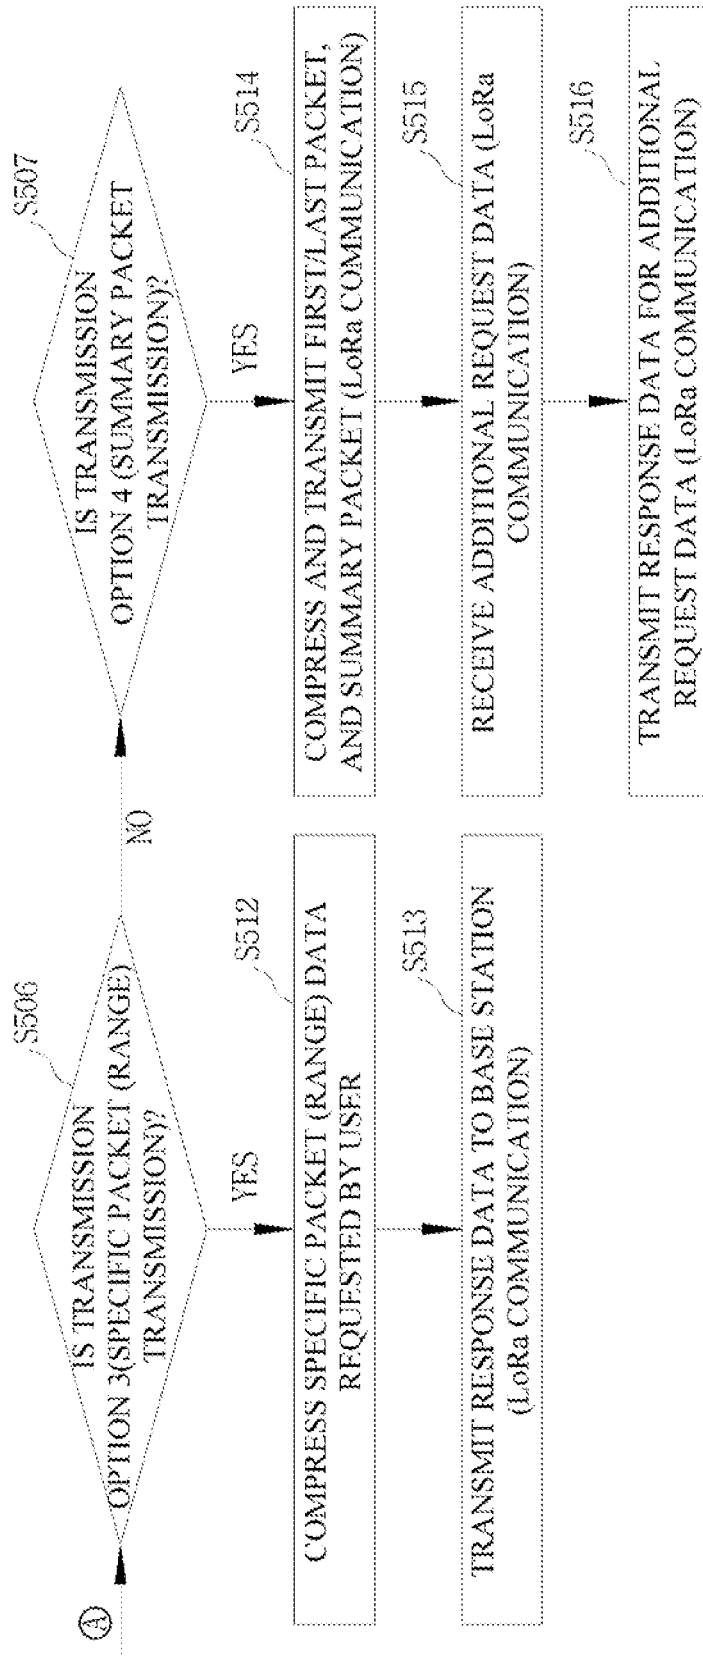 A
S506
IS TRANSMISSION
OPTION 3(SPECIFIC PACKET (RANGE)
TRANSMISSION)?
YES
NO
S512
COMPRESS SPECIFIC PACKET (RANGE) DATA
REQUESTED BY USER
S513
TRANSMIT RESPONSE DATA TO BASE STATION
(LoRa COMMUNICATION)
S507
IS TRANSMISSION
OPTION 4 (SUMMARY PACKET
TRANSMISSION)?
YES
S514
COMPRESS AND TRANSMIT FIRST/LAST PACKET,
AND SUMMARY PACKET (LoRa COMMUNICATION)
S515
RECEIVE ADDITIONAL REQUEST DATA (LoRa
COMMUNICATION)
S516
TRANSMIT RESPONSE DATA FOR ADDITIONAL
REQUEST DATA (LoRa COMMUNICATION)